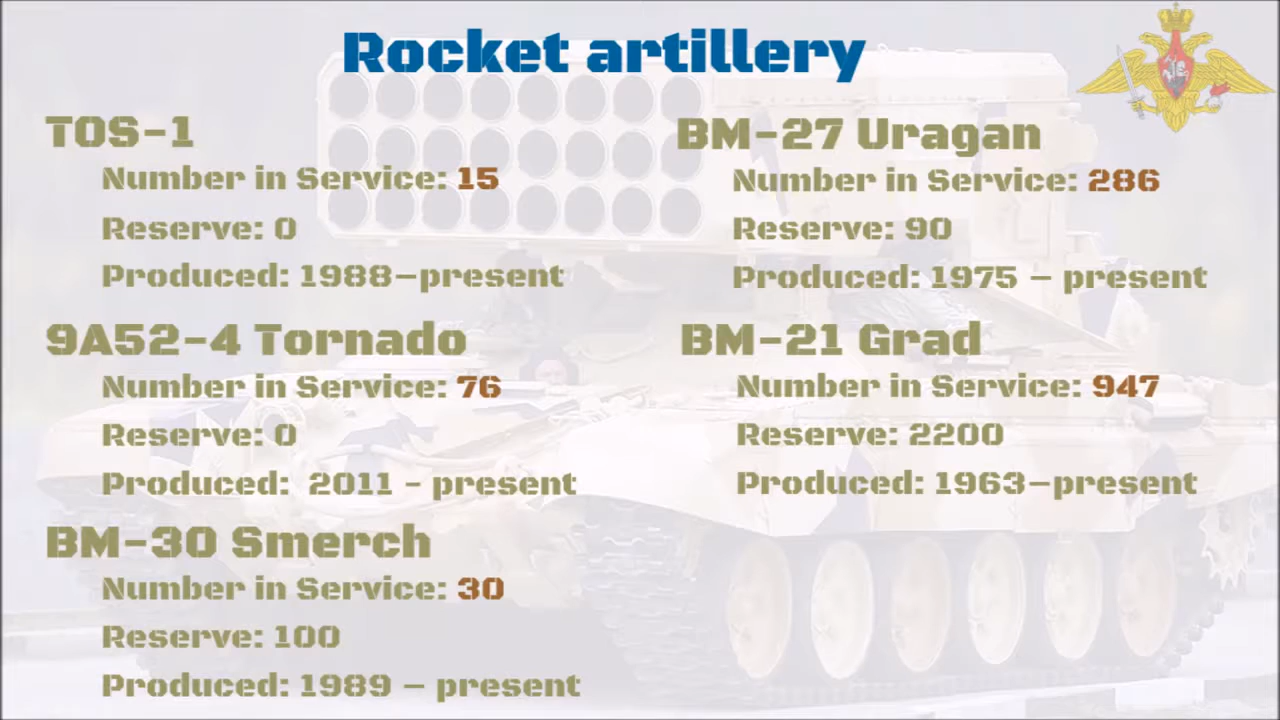 Rocket artillery
TOS-1
Number in Service: 15
Reserve: 0
Produced: 1988–present
9A52-4 Tornado
Number in Service: 76
Reserve: 0
Produced:  2011 - present
BM-30 Smerch
Number in Service: 30
Reserve: 100
Produced: 1989 – present
BM-27 Uragan
Number in Service: 286
Reserve: 90
Produced: 1975 – present
BM-21 Grad
Number in Service: 947
Reserve: 2200
Produced: 1963–present